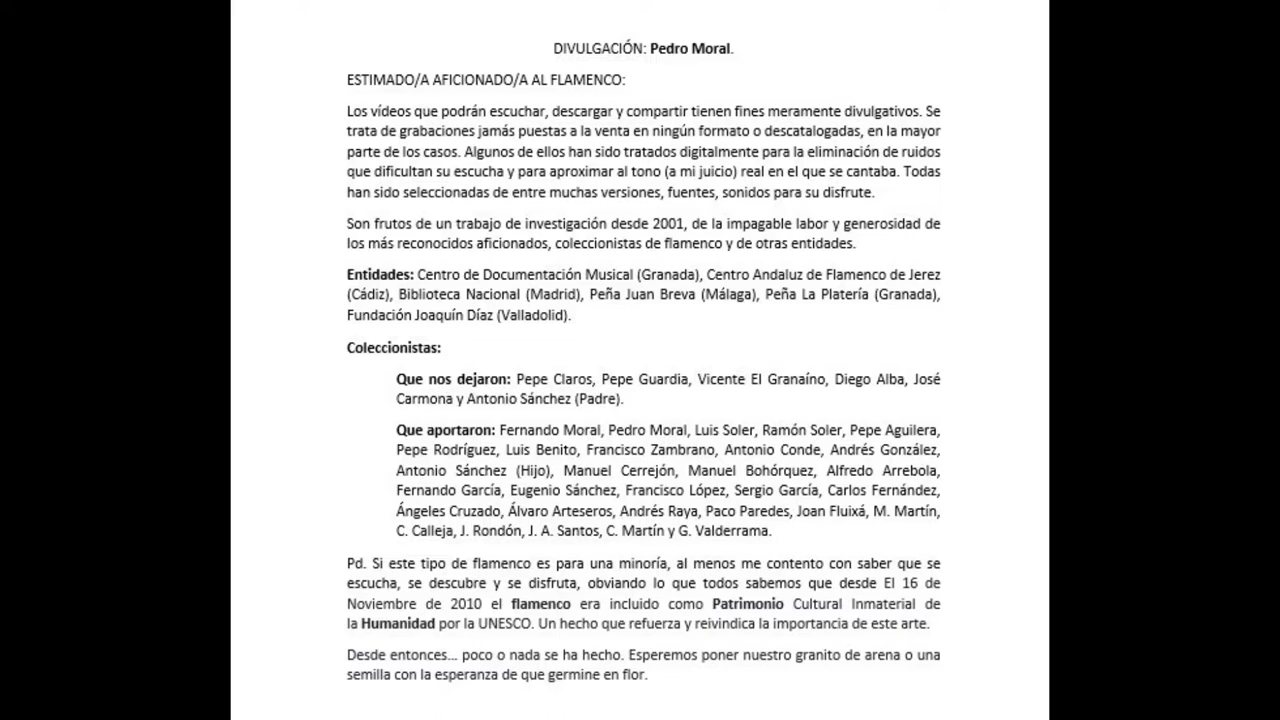 DIVULGACIÓN: Pedro Moral.
ESTIMADO/A AFICIONADO/A AL FLAMENCO:
Los vídeos que podrán escuchar, descargar y compartir tienen fines meramente divulgativos. Se
trata de grabaciones jamás puestas a la venta en ningún formato o descatalogadas, en la mayor
parte de los casos. Algunos de ellos han sido tratados digitalmente para la eliminación de ruidos
que dificultan su escucha y para aproximar al tono (a mi juicio) real en el que se cantaba. Todas
han sido seleccionadas de entre muchas versiones, fuentes, sonidos para su disfrute.
Son frutos de un trabajo de investigación desde 2001, de la impagable labor y generosidad de
los más reconocidos aficionados, coleccionistas de flamenco y de otras entidades.
Entidades: Centro de Documentación Musical (Granada), Centro Andaluz de Flamenco de Jerez
(Cádiz), Biblioteca Nacional (Madrid), Peña Juan Breva (Málaga), Peña La Platería (Granada),
Fundación Joaquín Díaz (Valladolid).
Coleccionistas:
Que nos dejaron: Pepe Claros, Pepe Guardia, Vicente El Granaíno, Diego Alba, José
Carmona y Antonio Sánchez (Padre).
Que aportaron: Fernando Moral, Pedro Moral, Luis Soler, Ramón Soler, Pepe Aguilera,
Pepe Rodríguez, Luis Benito, Francisco Zambrano, Antonio Conde, Andrés González,
Antonio Sánchez (Hijo), Manuel Cerrejón, Manuel Bohórquez, Alfredo Arrebola,
Fernando García, Eugenio Sánchez, Francisco López, Sergio García, Carlos Fernández,
Ángeles Cruzado, Álvaro Arteseros, Andrés Raya, Paco Paredes, Joan Fluixá, M. Martín,
C. Calleja, J. Rondón, J. A. Santos, C. Martín y G. Valderrama.
Pd. Si este tipo de flamenco es para una minoría, al menos me contento con saber que se
escucha, se descubre y se disfruta, obviando lo que todos sabemos que desde El 16 de
Noviembre de 2010 el flamenco era incluido como Patrimonio Cultural Inmaterial de
la Humanidad por la UNESCO. Un hecho que refuerza y reivindica la importancia de este arte.
Desde entonces... poco o nada se ha hecho. Esperemos poner nuestro granito de arena o una
semilla con la esperanza de que germine en flor.